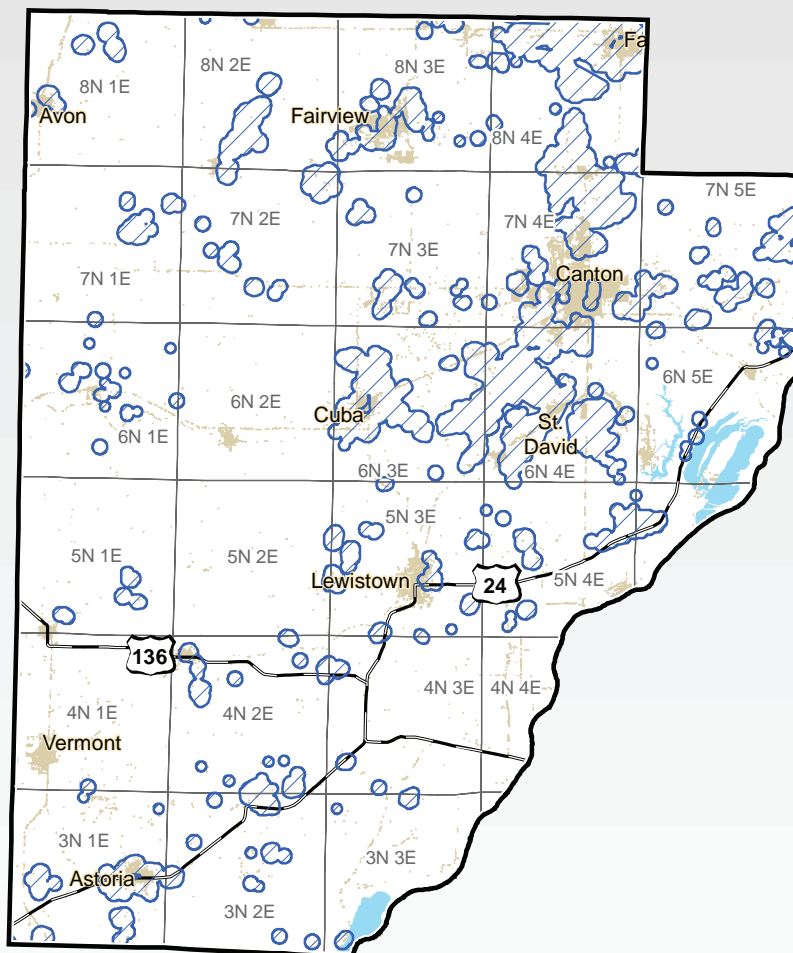 Fa
8N 2E
8N 3E
8N 1E
Avon
Fairview
8N 4E
7N 5E
7N 2E
7N 4E
7N 3E
7N 1E
Canton
6N 5E
6N 2E
Cuba
St.
David
6N 1E
6N 3E
6N 4E
5N 3E
5N 1E
5N 2E
Lewistown
24
5N 4E
136
4N 3E
4N 4E
4N 1E
4N 2E
Vermont
3N 1E
3N 3E
Astoria
3N 2E